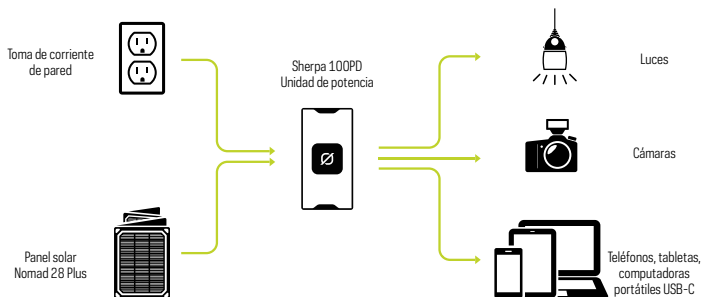 Toma de corriente
de pared
Sherpa 100PD
Unidad de potencia
Luces
Cámaras
Panel solar
Nomad 28 Plus
Teléfonos, tabletas,
computadoras
portátiles USB-C